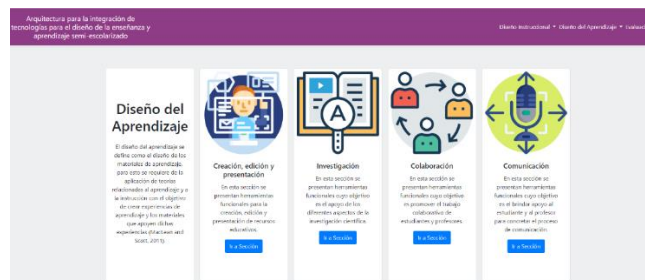 Arquitectura para la integración de
tecnologías para el diseño de la enseñanza y
aprendizaje semi-escolarizado
Diseño Instruccional
Diseño del Aprendizaje
Diseño del
Aprendizaje
El diseño del aprendizaje se
define como el diseño de los
materiales de aprendizaje,
para esto se requiere de la
aplicación de teorías
relacionados al aprendizaje y a
la instrucción con el objetivo
de crear experiencias de
aprendizaje y los materiales
que apoyen dichas
experiencias (MacLean and
Scott, 2011).
Creación, edición y
presentación
En esta sección se
presentan herramientas
funcionales para la
creación, edición y
presentación de recursos
educativos.
Ir a Sección
A
Investigación
En esta sección se
presentan herramientas
funcionales cuyo objetivo
es el apoyo de los
diferentes aspectos de la
investigación científica.
Ir a Sección
Colaboración
En esta sección se
presentan herramientas
funcionales cuyo objetivo
es promover el trabajo
colaborativo de
estudiantes y profesores.
Ir a Sección
Comunicación
En esta sección se
presentan herramientas
funcionales cuyo objetivo
es el brindar apoyo al
estudiante y al profesor
para concretar el proceso
de comunicación.
Ir a Sección